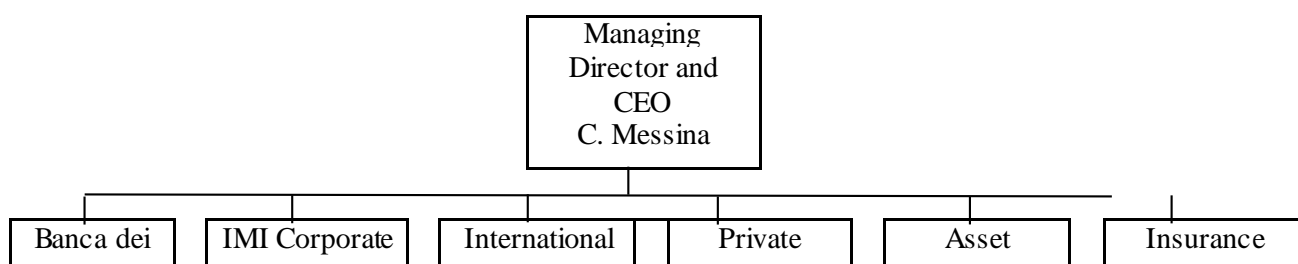 Managing
Director and
CEO
C. Messina
Banca dei
IMI Corporate
International
Private
Asset
Insurance